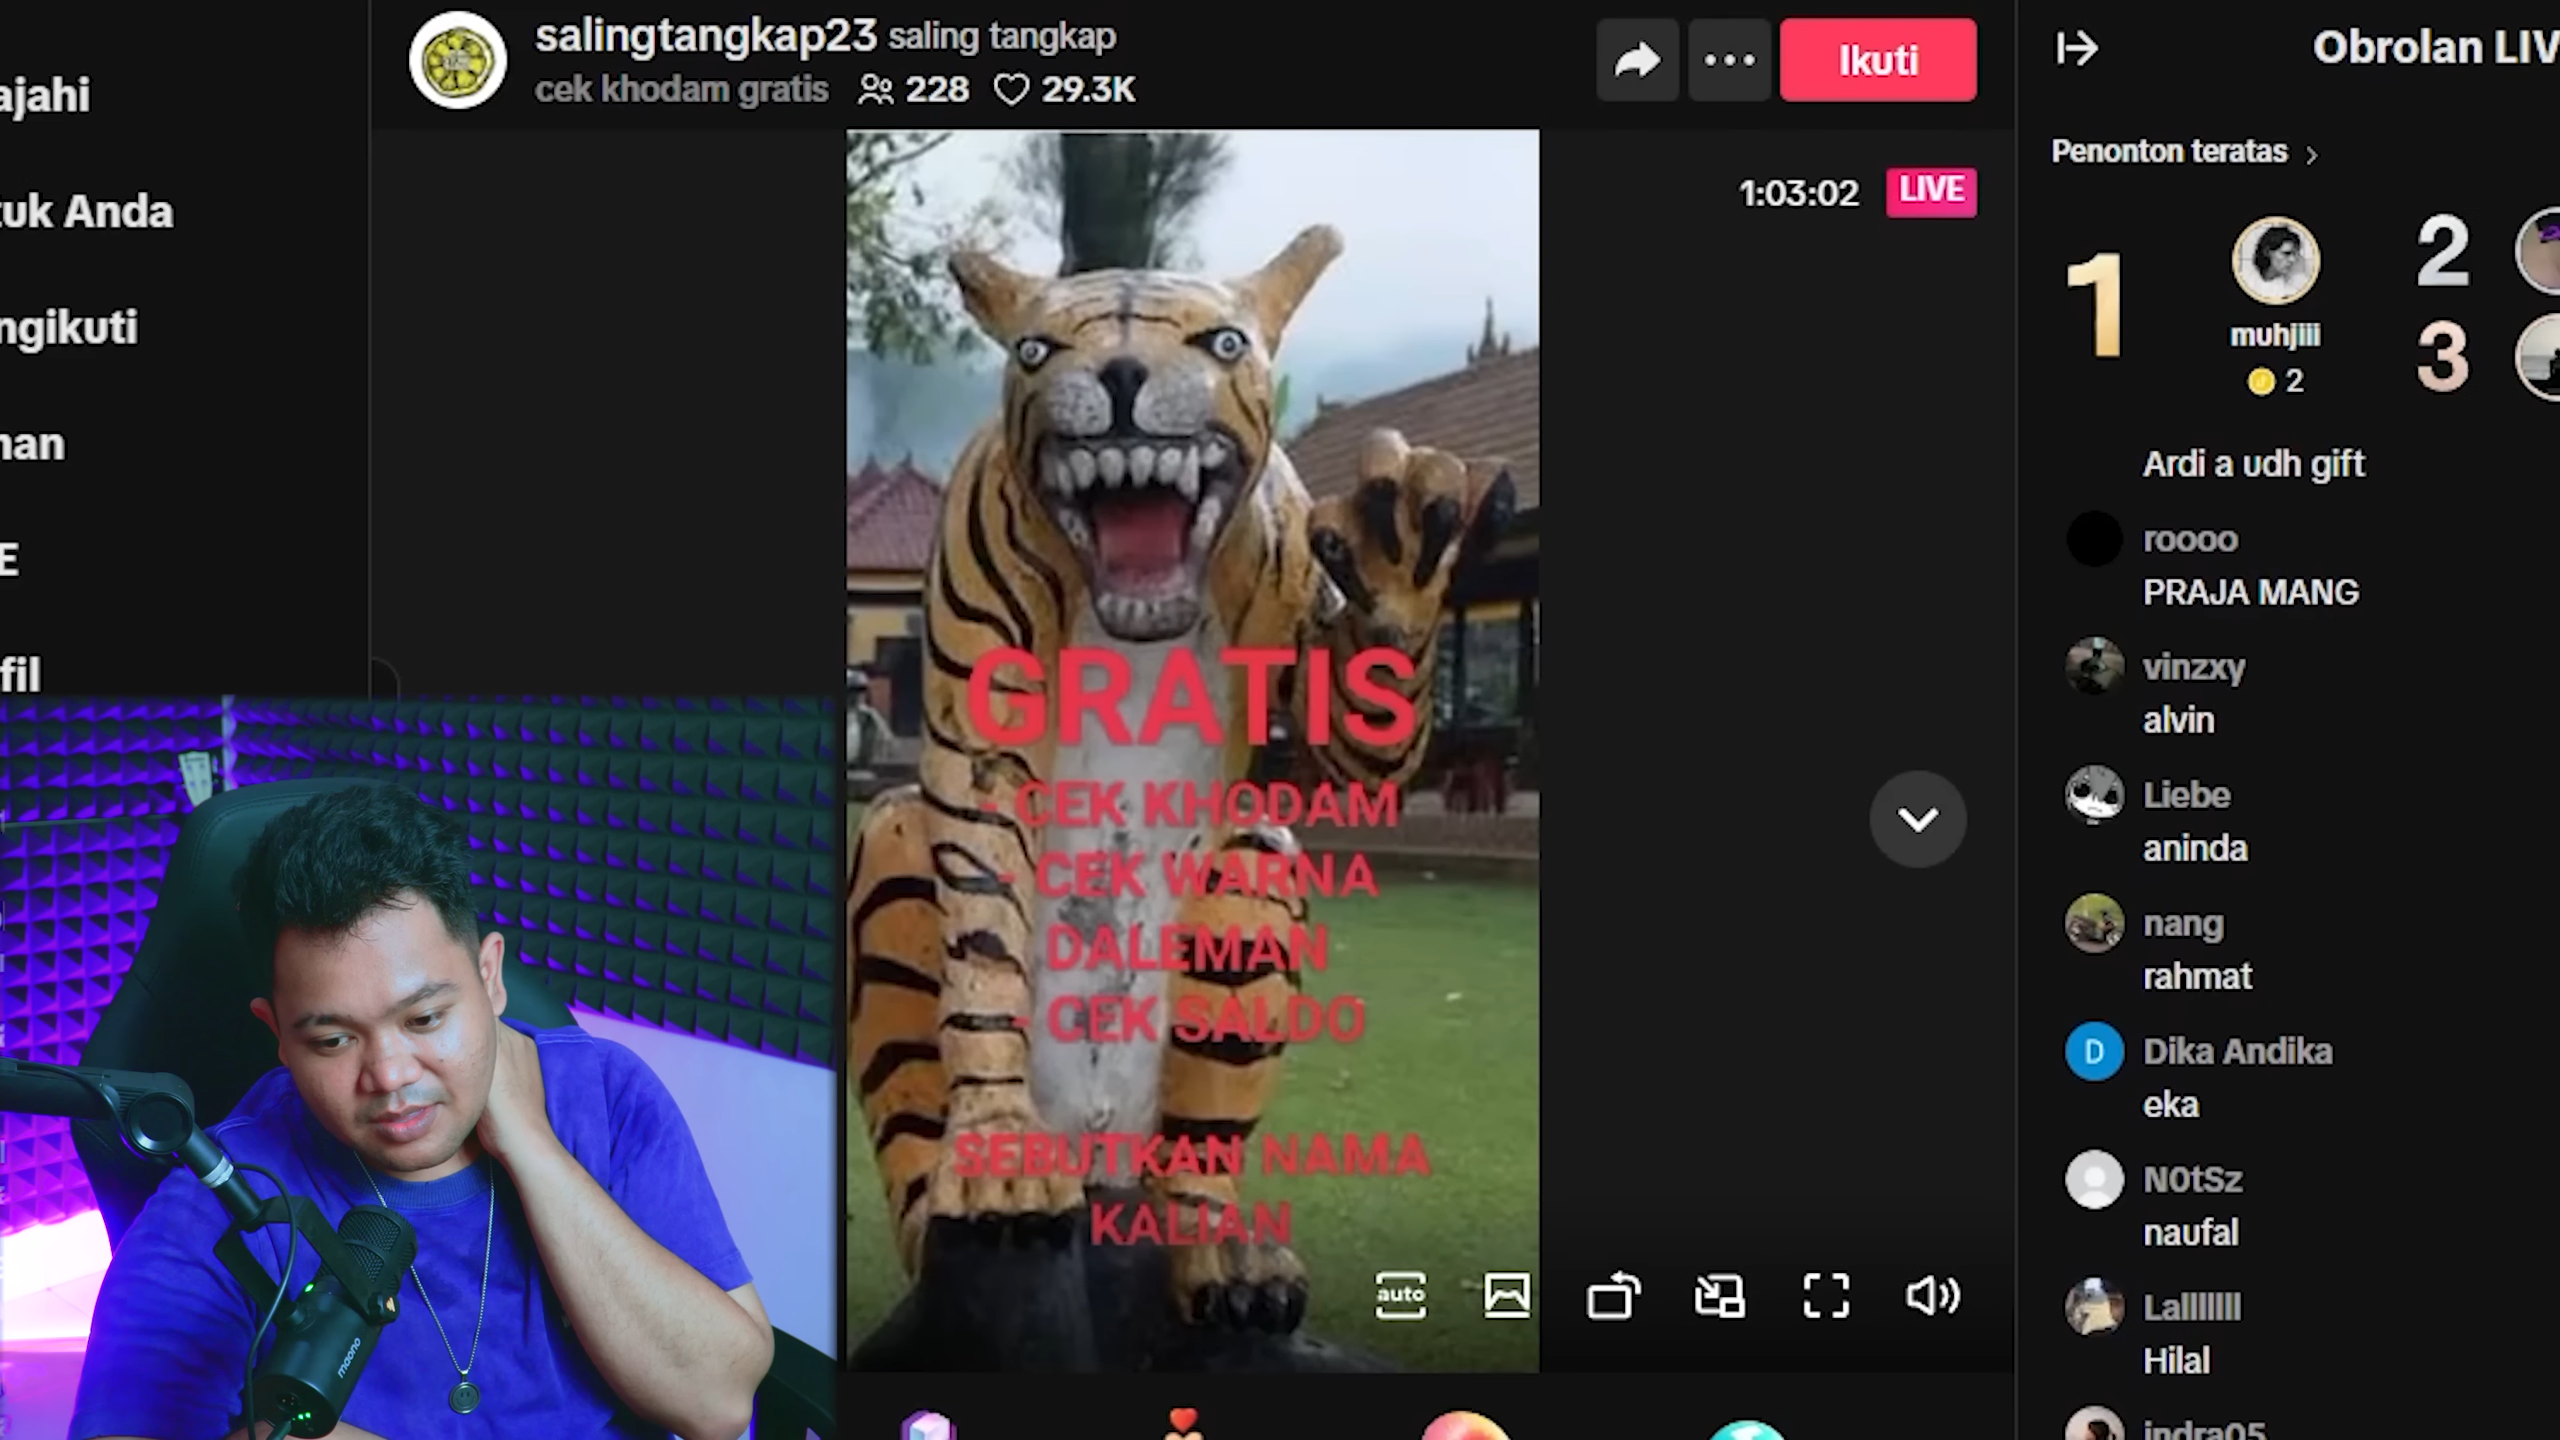 salingtangkap23 saling tangkap
cek khodam gratis 228 29.3K
Ikuti
Obrolan LIV
ajahi
tuk Anda
ngikuti
nan
E
fil
1:03:02 LIVE
GRATIS
- CEK KHODAM
- CEK WARNA
DALEMAN
- CEK SALDO
SEBUTKAN NAMA
KALIAN
auto
maono
Penonton teratas
1
muhjiii
2
2
3
Ardi a udh gift
roooo
PRAJA MANG
vinzxy
alvin
Liebe
aninda
nang
rahmat
D
Dika Andika
eka
N0tSz
naufal
Lalllllll
Hilal
indra05